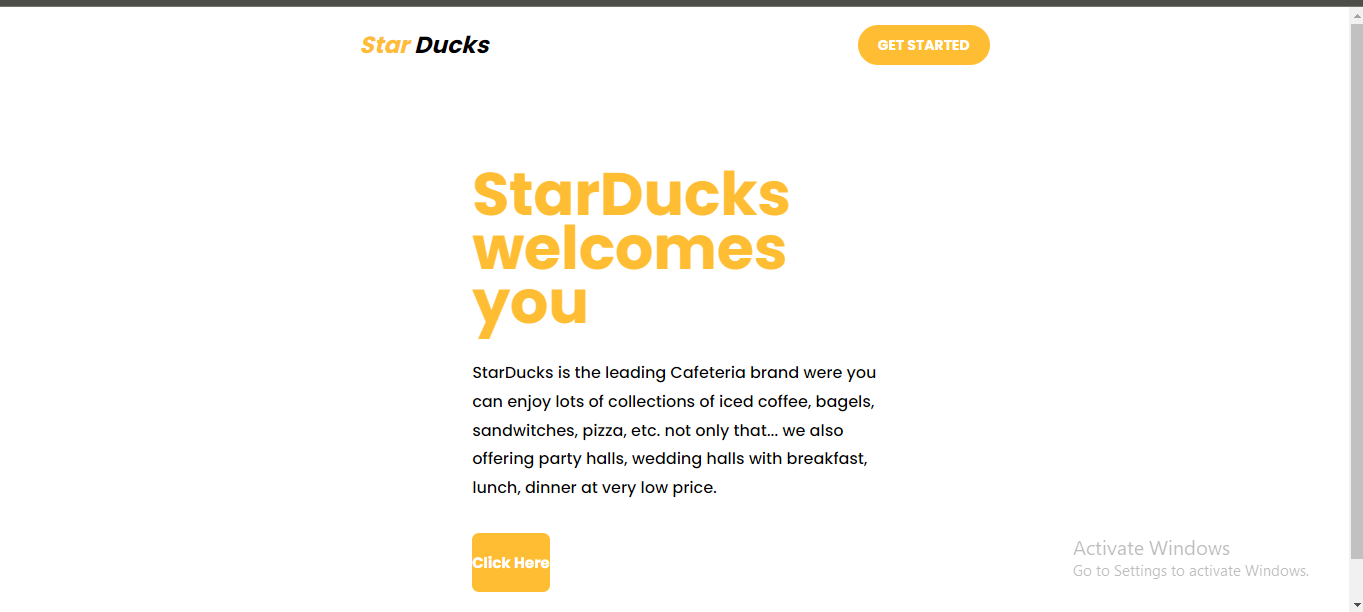 Star Ducks
GET STARTED
StarDucks
welcomes
you
StarDucks is the leading Cafeteria brand were you
can enjoy lots of collections of iced coffee, bagels,
sandwitches, pizza, etc. not only that... we also
offering party halls, wedding halls with breakfast,
lunch, dinner at very low price.
Click Here
Activate Windows
Go to Settings to activate Windows.